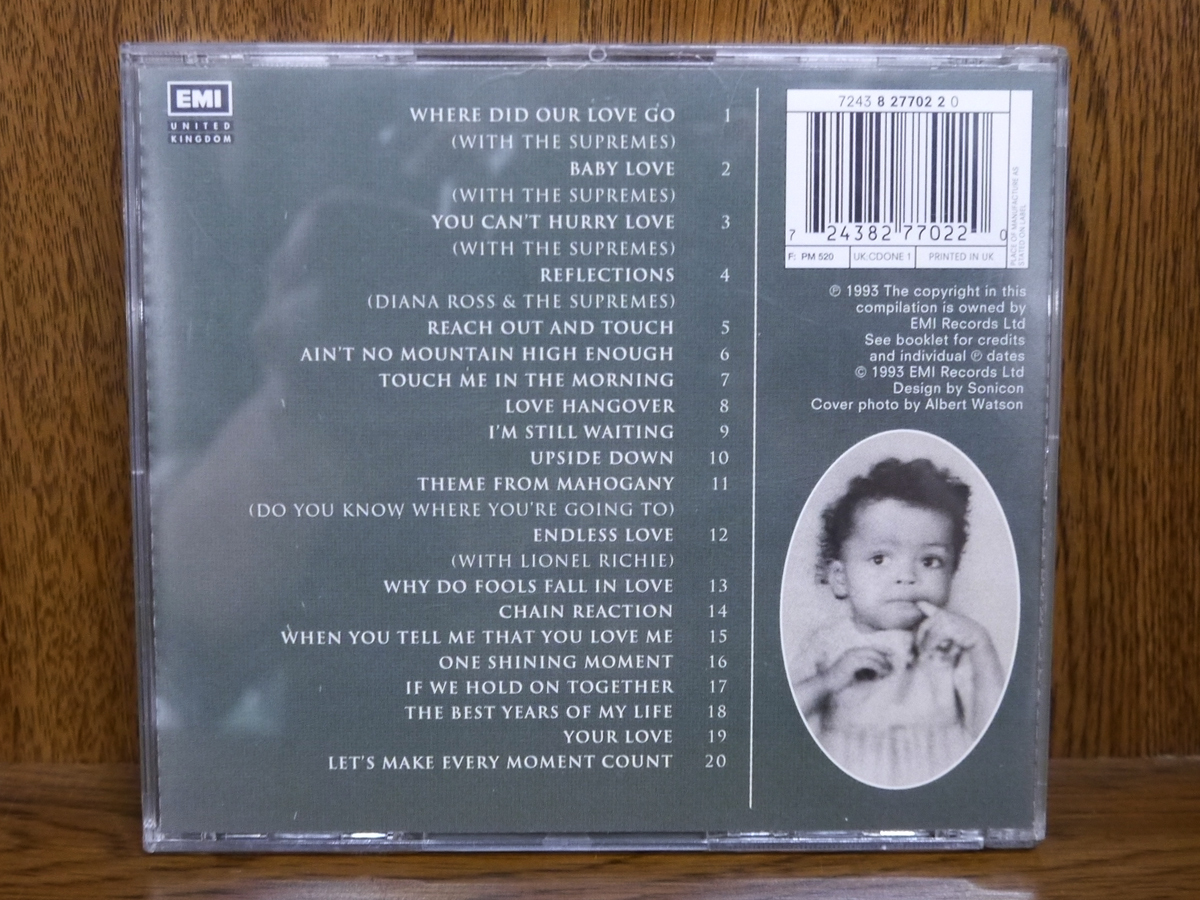 EMI
UNITED
KINGDOM
WHERE DID OUR LOVE GO 1
(WITH THE SUPREMES)
BABY LOVE 2
(WITH THE SUPREMES)
YOU CAN'T HURRY LOVE 3
(WITH THE SUPREMES)
REFLECTIONS 4
(DIANA ROSS & THE SUPREMES)
REACH OUT AND TOUCH 5
AIN'T NO MOUNTAIN HIGH ENOUGH 6
TOUCH ME IN THE MORNING 7
LOVE HANGOVER 8
I'M STILL WAITING 9
UPSIDE DOWN 10
THEME FROM MAHOGANY 11
(DO YOU KNOW WHERE YOU'RE GOING TO)
ENDLESS LOVE 12
(WITH LIONEL RICHIE)
WHY DO FOOLS FALL IN LOVE 13
CHAIN REACTION 14
WHEN YOU TELL ME THAT YOU LOVE ME 15
ONE SHINING MOMENT 16
IF WE HOLD ON TOGETHER 17
THE BEST YEARS OF MY LIFE 18
YOUR LOVE 19
LET'S MAKE EVERY MOMENT COUNT 20
7243 8 27702 2 0
7 24382 77022 0
F: PM 520 UK:CDONE 1 PRINTED IN UK
PLACE OF MANUFACTURE AS
STATED ON LABEL
℗ 1993 The copyright in this
compilation is owned by
EMI Records Ltd
See booklet for credits
and individual ℗ dates
© 1993 EMI Records Ltd
Design by Sonicon
Cover photo by Albert Watson